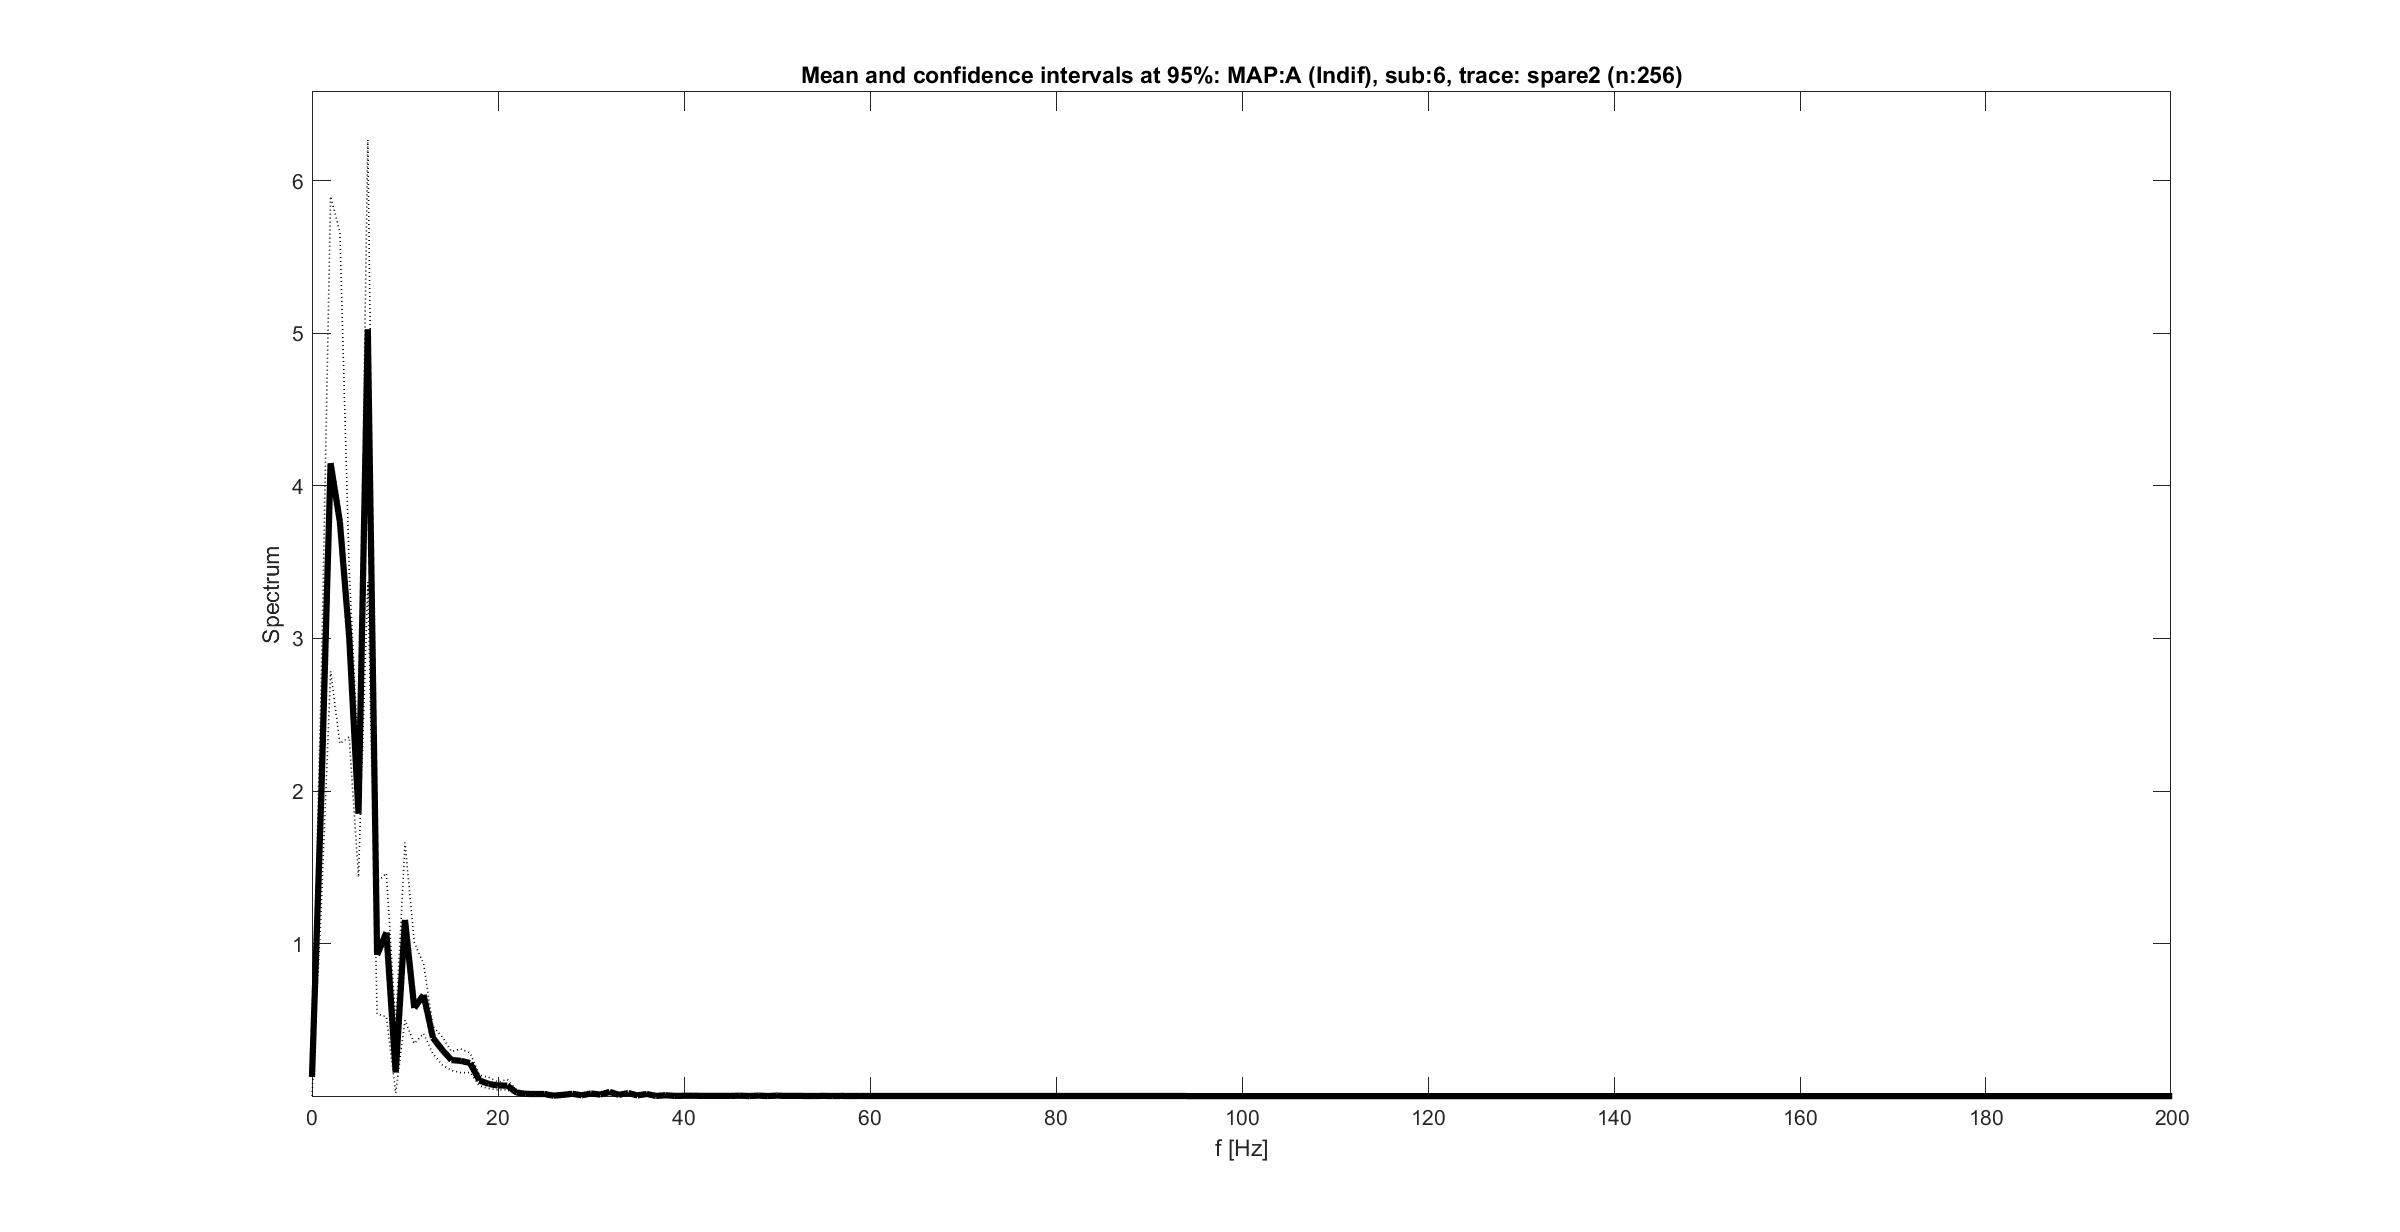 Mean and confidence intervals at 95%: MAP:A (Indif), sub:6, trace: spare2 (n:256)
6
5
4
3
2
1
Spectrum
0 20 40 60 80 100 120 140 160 180 200
f [Hz]